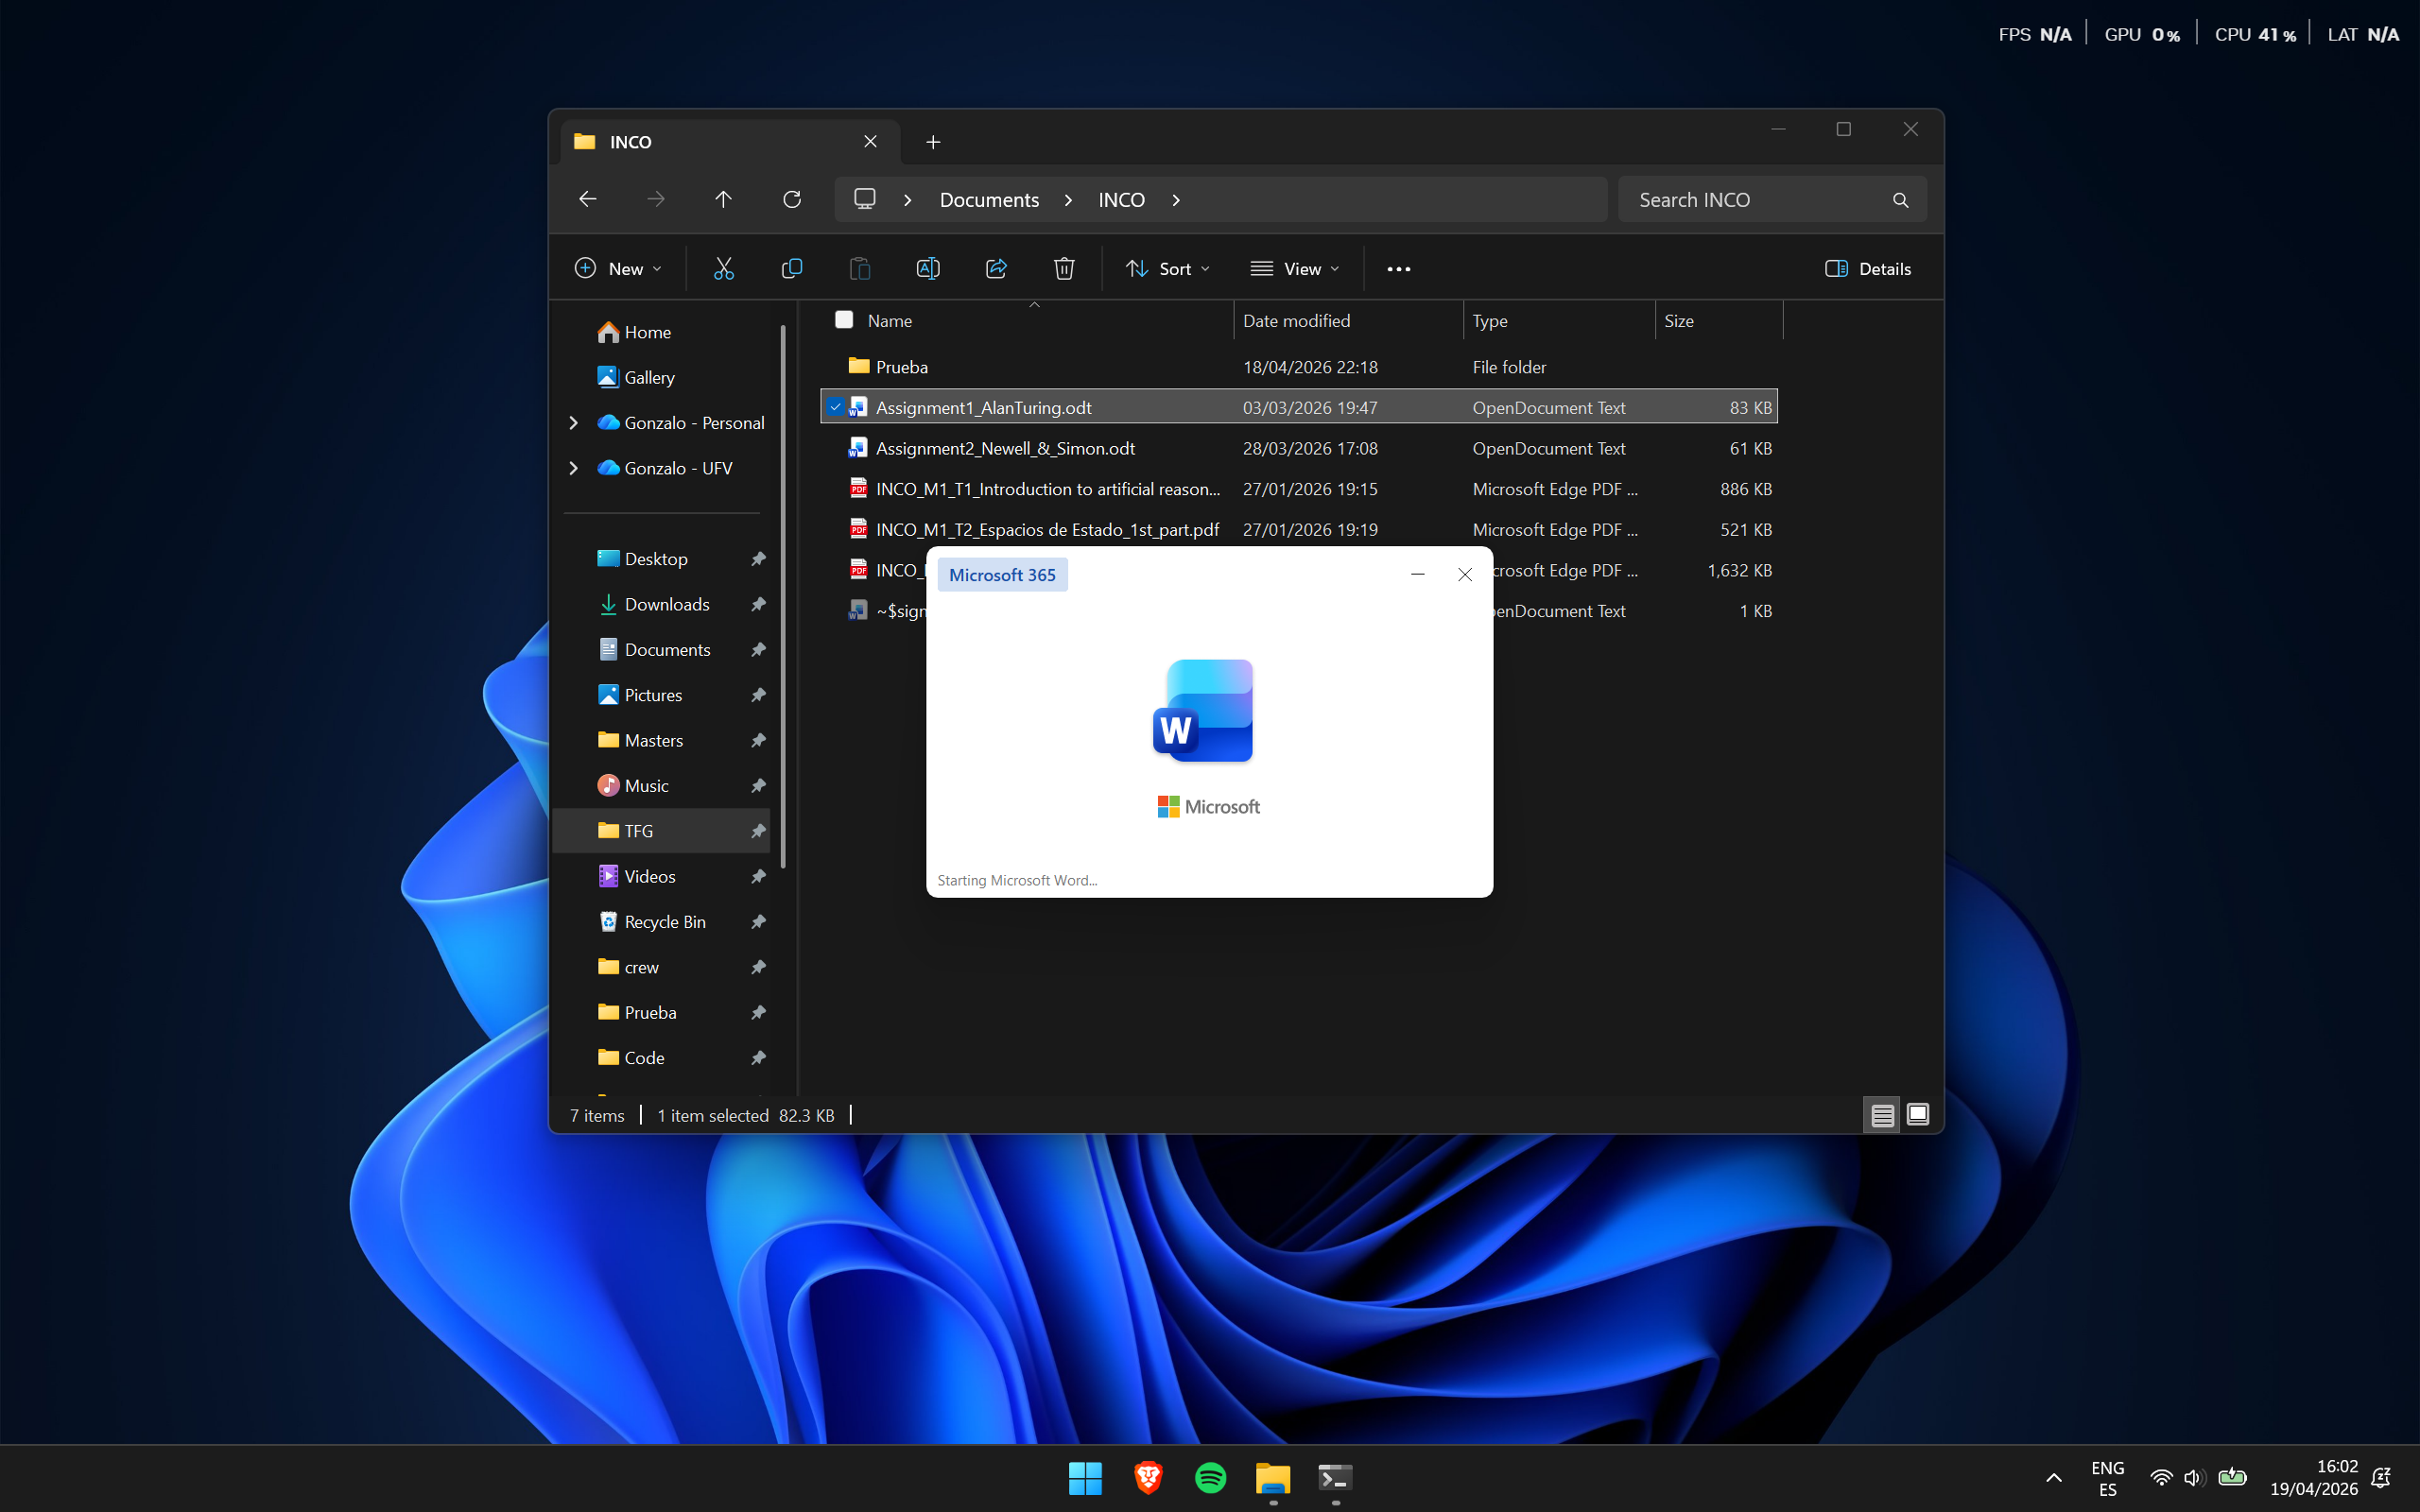 FPS N/A GPU 0% CPU 41% LAT N/A
INCO
Documents INCO Search INCO
New Sort View Details
Name Date modified Type Size
Home
Gallery
Gonzalo - Personal
Gonzalo - UFV
Desktop
Downloads
Documents
Pictures
Masters
Music
TFG
Videos
Recycle Bin
crew
Prueba
Code
Prueba 18/04/2026 22:18 File folder
Assignment1_AlanTuring.odt 03/03/2026 19:47 OpenDocument Text 83 KB
Assignment2_Newell_&_Simon.odt 28/03/2026 17:08 OpenDocument Text 61 KB
INCO_M1_T1_Introduction to artificial reason... 27/01/2026 19:15 Microsoft Edge PDF ... 886 KB
INCO_M1_T2_Espacios de Estado_1st_part.pdf 27/01/2026 19:19 Microsoft Edge PDF ... 521 KB
INCO_ crosoft Edge PDF ... 1,632 KB
~$sign penDocument Text 1 KB
Microsoft 365
W
Microsoft
Starting Microsoft Word...
7 items 1 item selected 82.3 KB
ENG
ES
16:02
19/04/2026